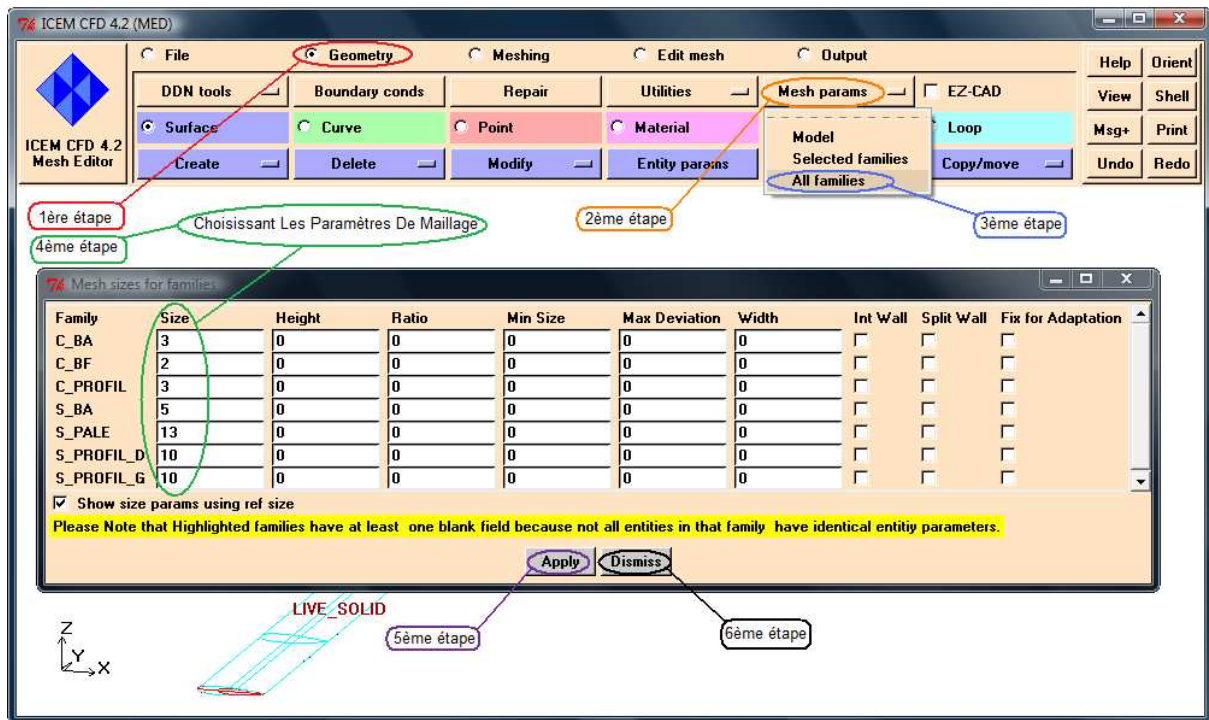 ICEM CFD 4.2 (MED)
File Geometry Meshing Edit mesh Output
Help Orient
DDN tools Boundary conds Repair Utilities Mesh params EZ-CAD
View Shell
Surface Curve Point Material Loop
Model
Msg+ Print
ICEM CFD 4.2
Mesh Editor
Create Delete Modify Entity params Copy/move
Selected families
All families
Undo Redo
1ère étape
Choisissant Les Paramètres De Maillage
2ème étape
3ème étape
4ème étape
Mesh sizes for families
Family Size Height Ratio Min Size Max Deviation Width Int Wall Split Wall Fix for Adaptation
C_BA 3 0 0 0 0 0
C_BF 2 0 0 0 0 0
C_PROFIL 3 0 0 0 0 0
S_BA 5 0 0 0 0 0
S_PALE 13 0 0 0 0 0
S_PROFIL_D 10 0 0 0 0 0
S_PROFIL_G 10 0 0 0 0 0
Show size params using ref size
Please Note that Highlighted families have at least one blank field because not all entities in that family have identical entitiy parameters.
Apply Dismiss
LIVE_SOLID
5ème étape
6ème étape
Z
Y
X